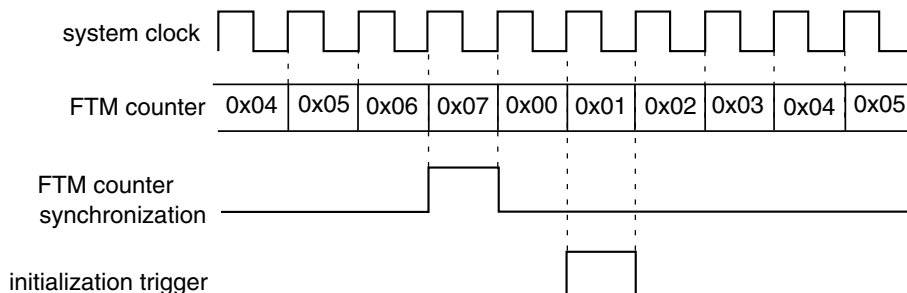 system clock
FTM counter 0x04 0x05 0x06 0x07 0x00 0x01 0x02 0x03 0x04 0x05
FTM counter
synchronization
initialization trigger